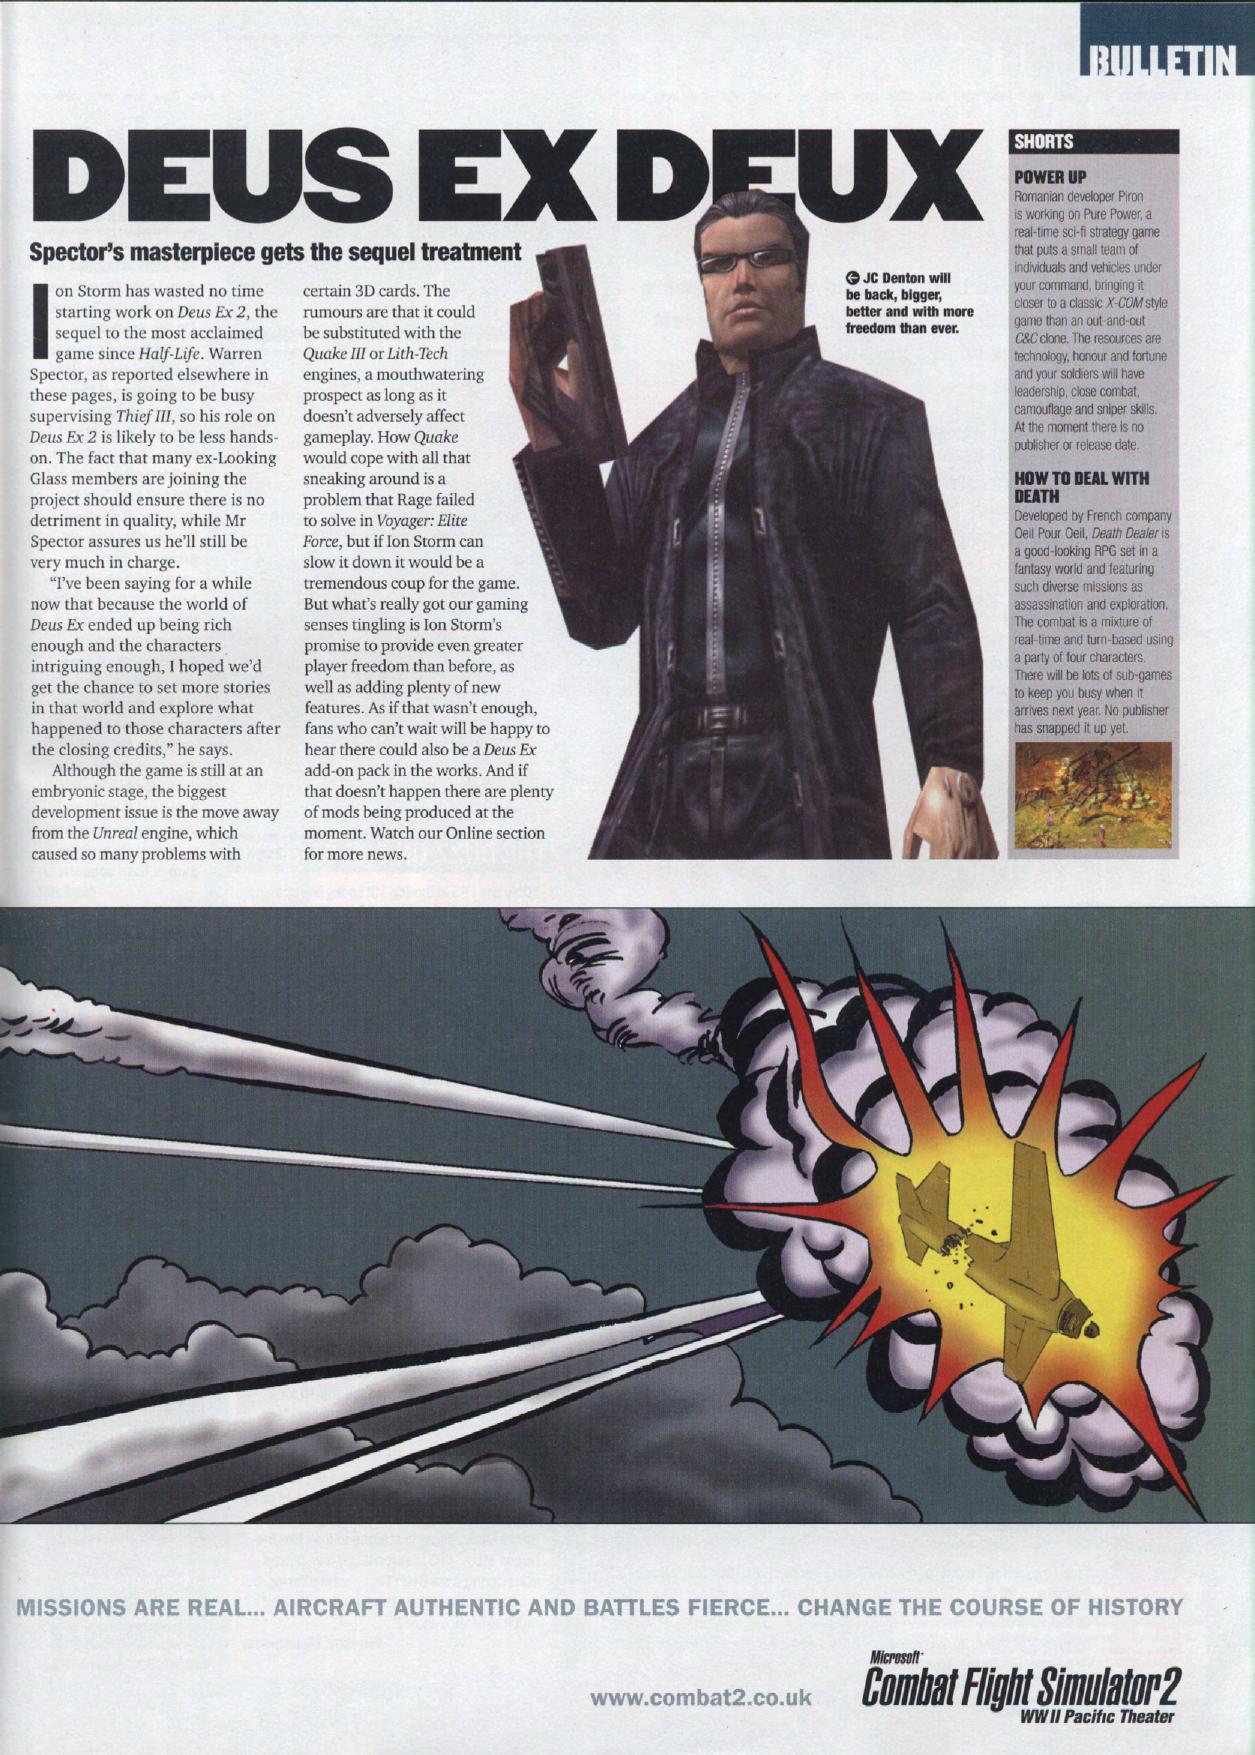 BULLETIN
DEUS EX DEUX
Spector's masterpiece gets the sequel treatment
Ion Storm has wasted no time
starting work on Deus Ex 2, the
sequel to the most acclaimed
game since Half-Life. Warren
Spector, as reported elsewhere in
these pages, is going to be busy
supervising Thief III, so his role on
Deus Ex 2 is likely to be less hands-
on. The fact that many ex-Looking
Glass members are joining the
project should ensure there is no
detriment in quality, while Mr
Spector assures us he'll still be
very much in charge.
"I've been saying for a while
now that because the world of
Deus Ex ended up being rich
enough and the characters
intriguing enough, I hoped we'd
get the chance to set more stories
in that world and explore what
happened to those characters after
the closing credits," he says.
Although the game is still at an
embryonic stage, the biggest
development issue is the move away
from the Unreal engine, which
caused so many problems with
certain 3D cards. The
rumours are that it could
be substituted with the
Quake III or Lith-Tech
engines, a mouthwatering
prospect as long as it
doesn't adversely affect
gameplay. How Quake
would cope with all that
sneaking around is a
problem that Rage failed
to solve in Voyager: Elite
Force, but if Ion Storm can
slow it down it would be a
tremendous coup for the game.
But what's really got our gaming
senses tingling is Ion Storm's
promise to provide even greater
player freedom than before, as
well as adding plenty of new
features. As if that wasn't enough,
fans who can't wait will be happy to
hear there could also be a Deus Ex
add-on pack in the works. And if
that doesn't happen there are plenty
of mods being produced at the
moment. Watch our Online section
for more news.
JC Denton will
be back, bigger,
better and with more
freedom than ever.
SHORTS
POWER UP
Romanian developer Piron
is working on Pure Power, a
real-time sci-fi strategy game
that puts a small team of
individuals and vehicles under
your command, bringing it
closer to a classic X-COM style
game than an out-and-out
C&C clone. The resources are
technology, honour and fortune
and your soldiers will have
leadership, close combat,
camouflage and sniper skills.
At the moment there is no
publisher or release date.
HOW TO DEAL WITH
DEATH
Developed by French company
Oeil Pour Oeil, Death Dealer is
a good-looking RPG set in a
fantasy world and featuring
such diverse missions as
assassination and exploration.
The combat is a mixture of
real-time and turn-based using
a party of four characters.
There will be lots of sub-games
to keep you busy when it
arrives next year. No publisher
has snapped it up yet.
MISSIONS ARE REAL... AIRCRAFT AUTHENTIC AND BATTLES FIERCE... CHANGE THE COURSE OF HISTORY
www.combat2.co.uk
Microsoft
Combat Flight Simulator 2
WW II Pacific Theater